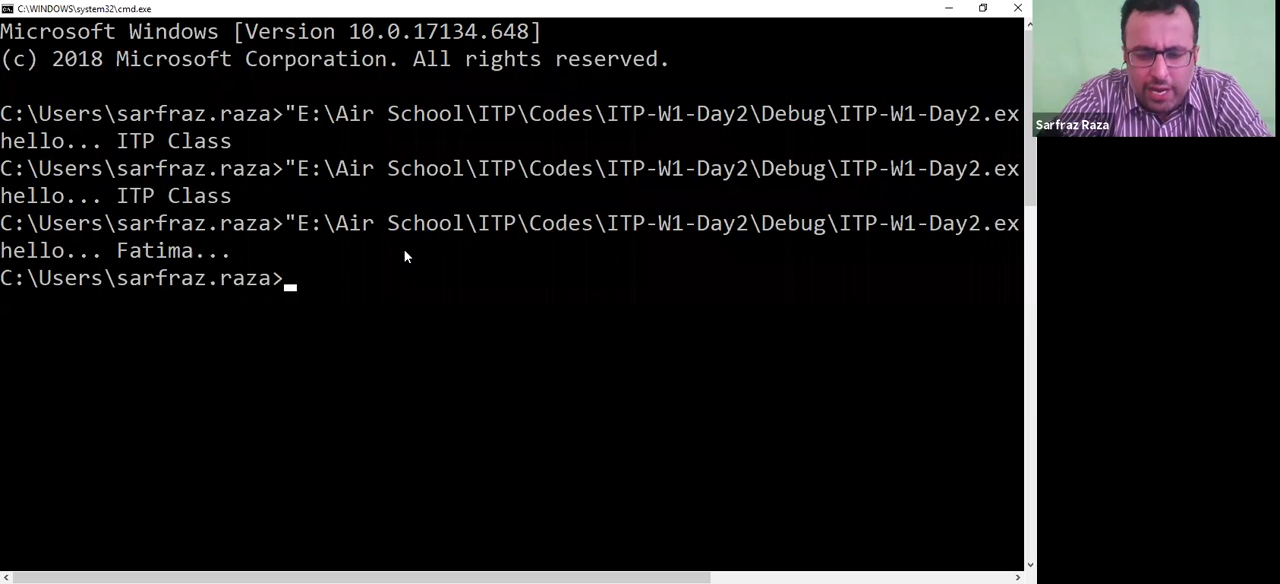 C:\WINDOWS\system32\cmd.exe
Microsoft Windows [Version 10.0.17134.648]
(c) 2018 Microsoft Corporation. All rights reserved.
C:\Users\sarfraz.raza>"E:\Air School\ITP\Codes\ITP-W1-Day2\Debug\ITP-W1-Day2.ex
hello... ITP Class
C:\Users\sarfraz.raza>"E:\Air School\ITP\Codes\ITP-W1-Day2\Debug\ITP-W1-Day2.ex
hello... ITP Class
C:\Users\sarfraz.raza>"E:\Air School\ITP\Codes\ITP-W1-Day2\Debug\ITP-W1-Day2.ex
hello... Fatima...
C:\Users\sarfraz.raza>
Sarfraz Raza